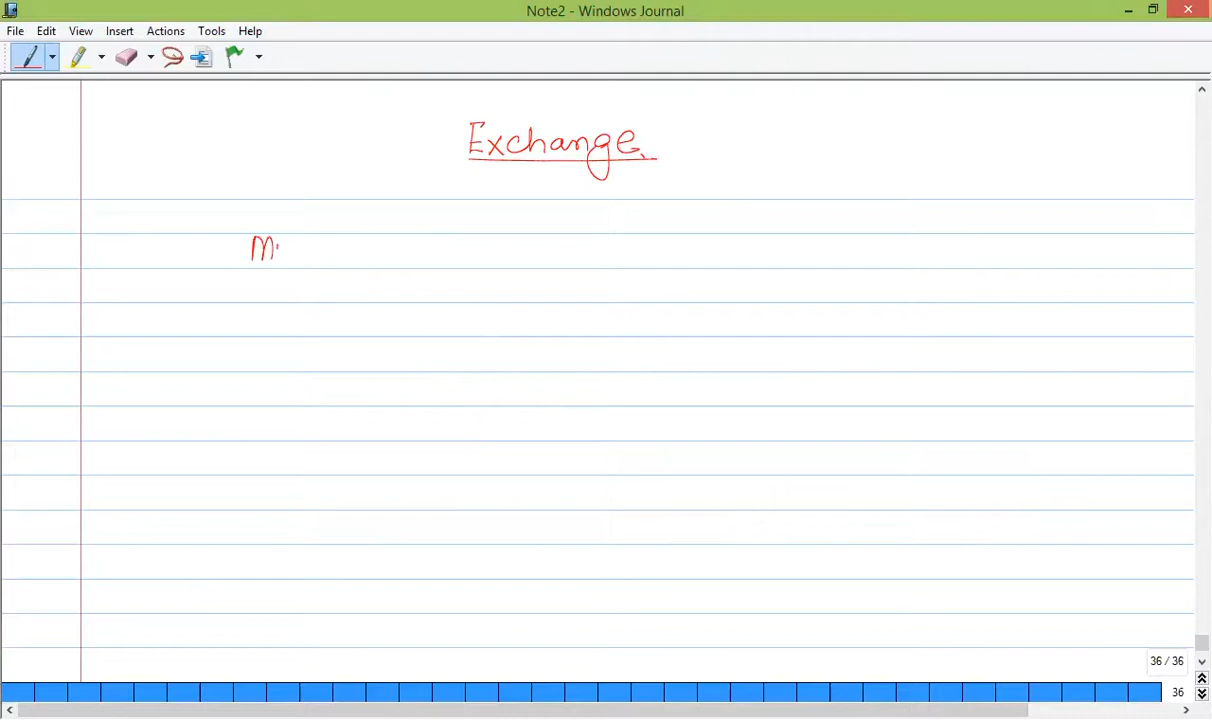 Note2 - Windows Journal
File Edit View Insert Actions Tools Help
Exchange
M
36 / 36
36